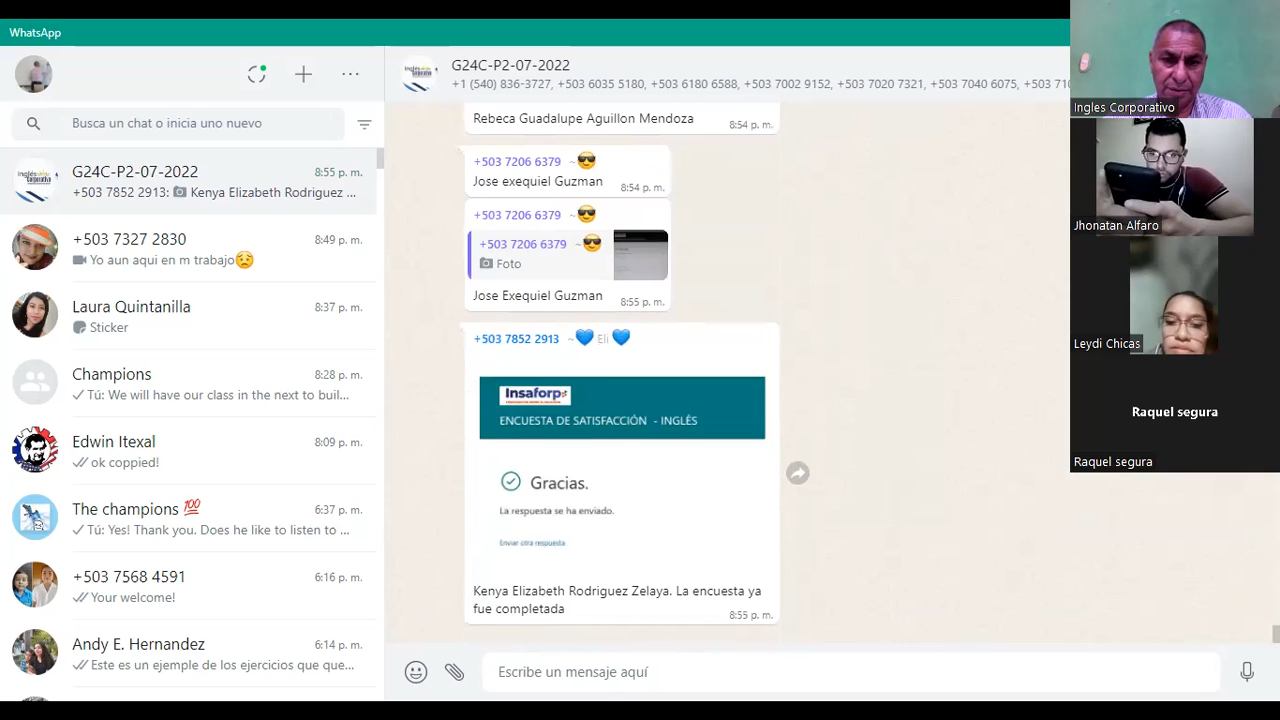 WhatsApp
Busca un chat o inicia uno nuevo
G24C-P2-07-2022
8:55 p. m.
+503 7852 2913: Kenya Elizabeth Rodriguez ...
+503 7327 2830
8:49 p. m.
Yo aun aqui en m trabajo😟
Laura Quintanilla
8:37 p. m.
Sticker
Champions
8:28 p. m.
Tú: We will have our class in the next to buil...
Edwin Itexal
8:09 p. m.
ok coppied!
The champions 💯
6:37 p. m.
Tú: Yes! Thank you. Does he like to listen to ...
+503 7568 4591
6:16 p. m.
Your welcome!
Andy E. Hernandez
6:14 p. m.
Este es un ejemplo de los ejercicios que que...
G24C-P2-07-2022
+1 (540) 836-3727, +503 6035 5180, +503 6180 6588, +503 7002 9152, +503 7020 7321, +503 7040 6075, +503 710
Rebeca Guadalupe Aguillon Mendoza
8:54 p. m.
+503 7206 6379 ~😎
Jose exequiel Guzman
8:54 p. m.
+503 7206 6379 ~😎
+503 7206 6379 ~😎
Foto
Jose Exequiel Guzman
8:55 p. m.
+503 7852 2913 ~💙 Eli 💙
Insaforp
ENCUESTA DE SATISFACCIÓN - INGLÉS
Gracias.
La respuesta se ha enviado.
Enviar otra respuesta
Kenya Elizabeth Rodriguez Zelaya. La encuesta ya
fue completada
8:55 p. m.
Escribe un mensaje aquí
Ingles Corporativo
Jhonatan Alfaro
Leydi Chicas
Raquel segura
Raquel segura